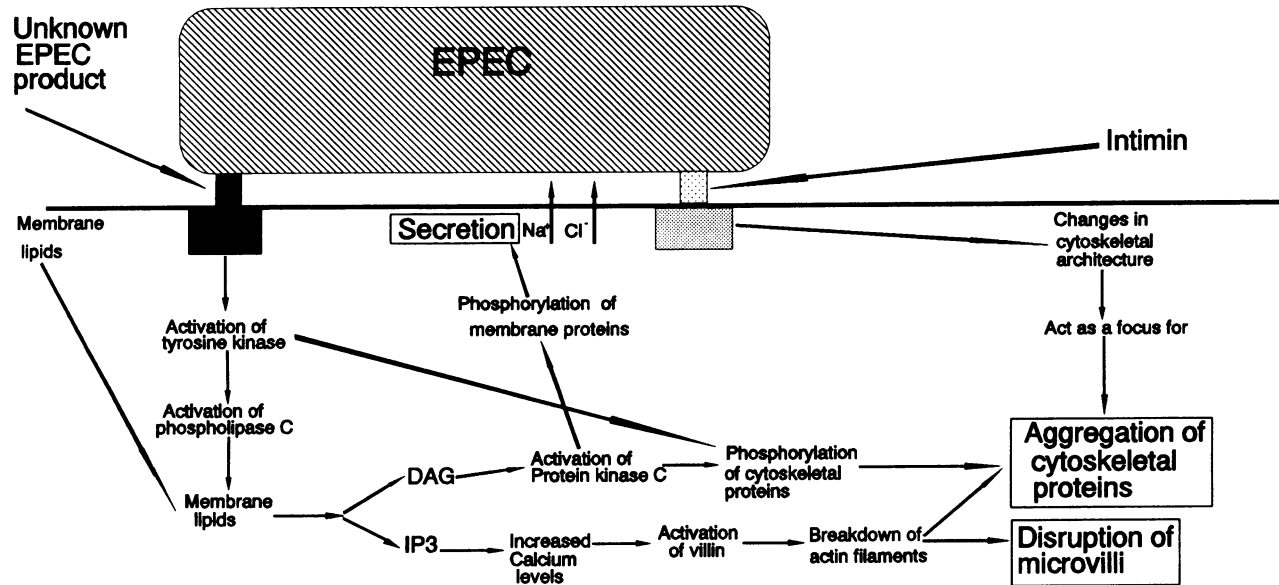 Unknown
EPEC
product
EPEC
Intimin
Membrane
lipids
Secretion
Na+
Cl-
Changes in
cytoskeletal
architecture
Phosphorylation of
membrane proteins
Activation of
tyrosine kinase
Act as a focus for
Activation of
phospholipase C
Aggregation of
cytoskeletal
proteins
DAG
Activation of
Protein kinase C
Phosphorylation
of cytoskeletal
proteins
Membrane
lipids
IP3
Increased
Calcium
levels
Activation
of villin
Breakdown of
actin filaments
Disruption of
microvilli